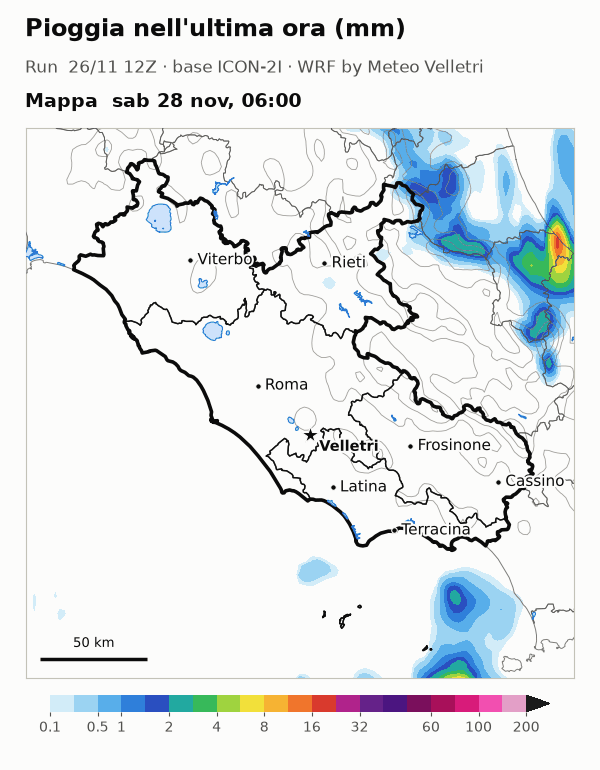 Pioggia nell'ultima ora (mm)
Run  26/11 12Z · base ICON-2I · WRF by Meteo Velletri
Mappa  sab 28 nov, 06:00
Viterbo
Rieti
Roma
Velletri
Frosinone
Latina
Cassino
Terracina
50 km
0.1 0.5 1 2 4 8 16 32 60 100 200